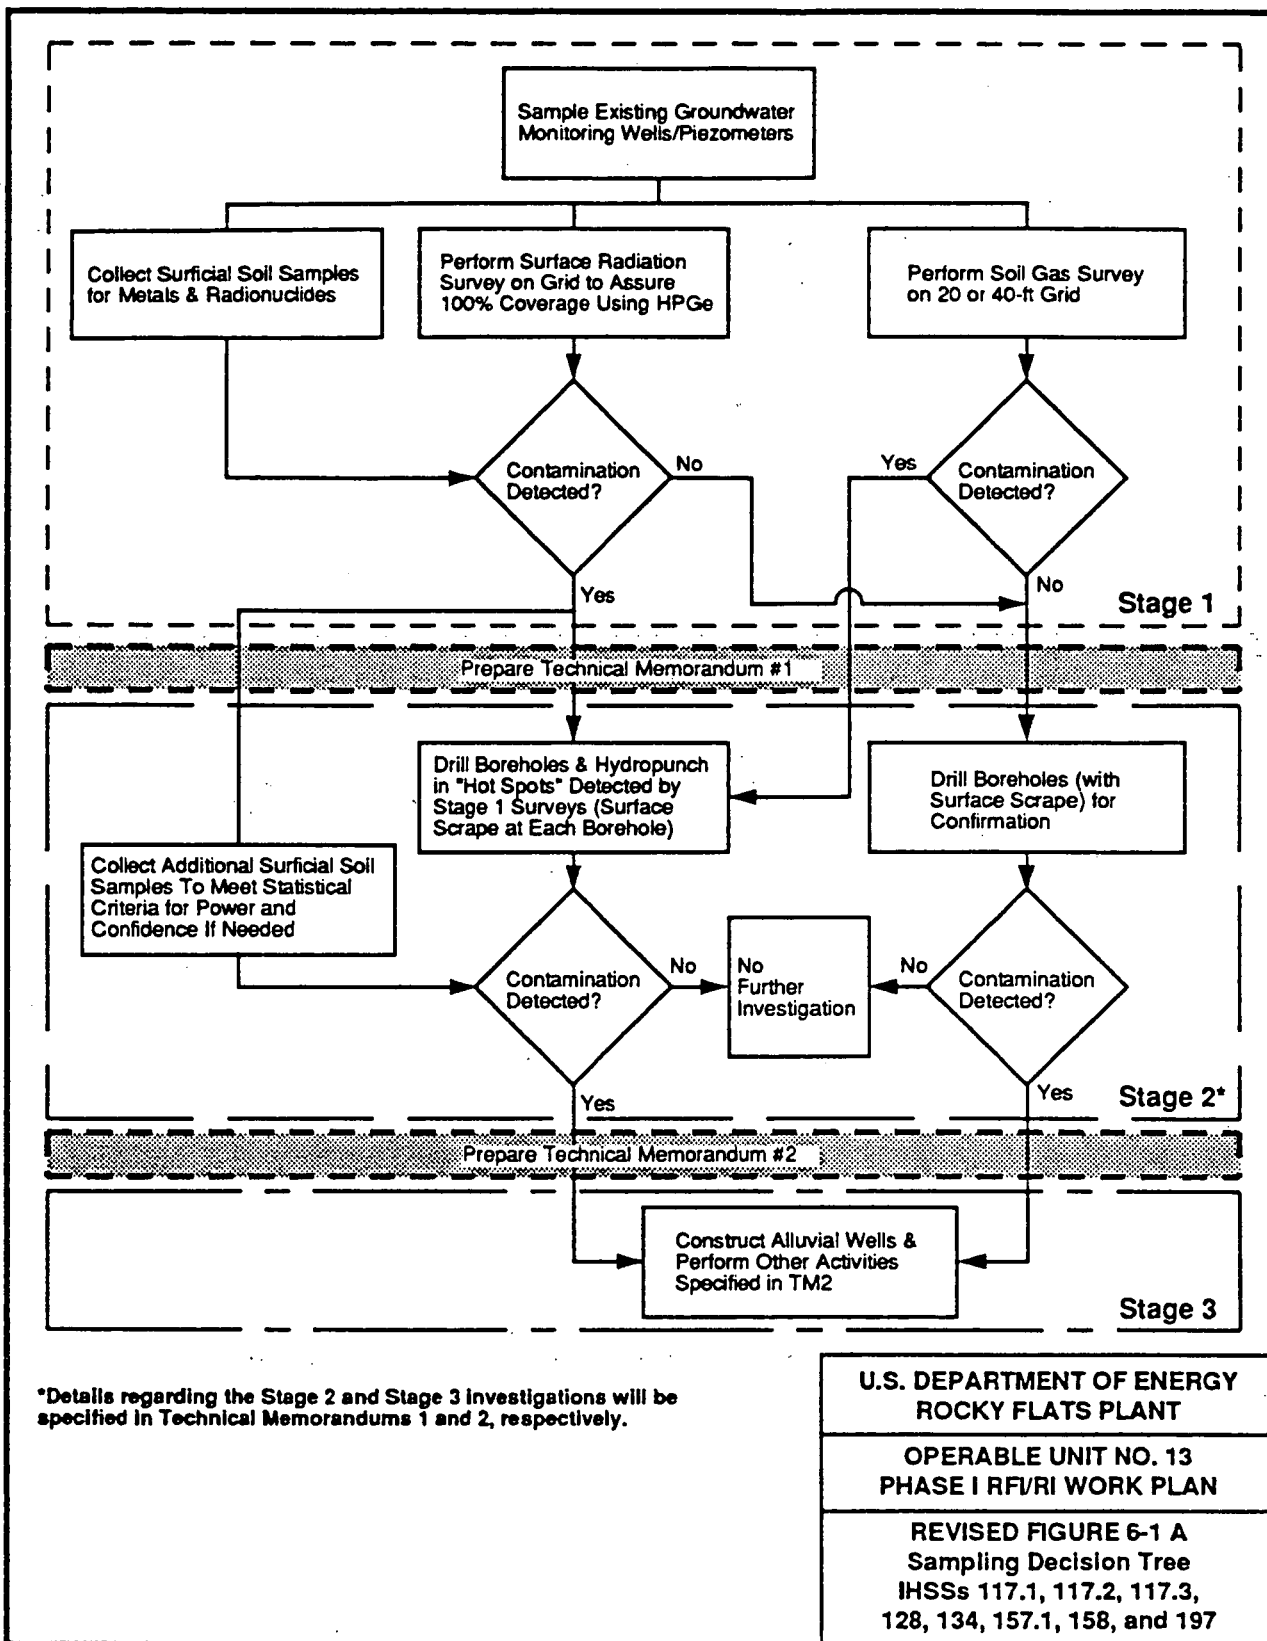 Sample Existing Groundwater
Monitoring Wells/Piezometers
Collect Surficial Soil Samples
for Metals & Radionuclides
Perform Surface Radiation
Survey on Grid to Assure
100% Coverage Using HPGe
Perform Soil Gas Survey
on 20 or 40-ft Grid
Contamination
Detected?
No
Yes
Contamination
Detected?
Yes
No
Stage 1
Prepare Technical Memorandum #1
Drill Boreholes & Hydropunch
in "Hot Spots" Detected by
Stage 1 Surveys (Surface
Scrape at Each Borehole)
Drill Boreholes (with
Surface Scrape) for
Confirmation
Collect Additional Surficial Soil
Samples To Meet Statistical
Criteria for Power and
Confidence If Needed
Contamination
Detected?
No
No
Further
Investigation
No
Contamination
Detected?
Yes
Yes
Stage 2*
Prepare Technical Memorandum #2
Construct Alluvial Wells &
Perform Other Activities
Specified in TM2
Stage 3
*Details regarding the Stage 2 and Stage 3 investigations will be
specified in Technical Memorandums 1 and 2, respectively.
U.S. DEPARTMENT OF ENERGY
ROCKY FLATS PLANT
OPERABLE UNIT NO. 13
PHASE I RFI/RI WORK PLAN
REVISED FIGURE 6-1 A
Sampling Decision Tree
IHSSs 117.1, 117.2, 117.3,
128, 134, 157.1, 158, and 197